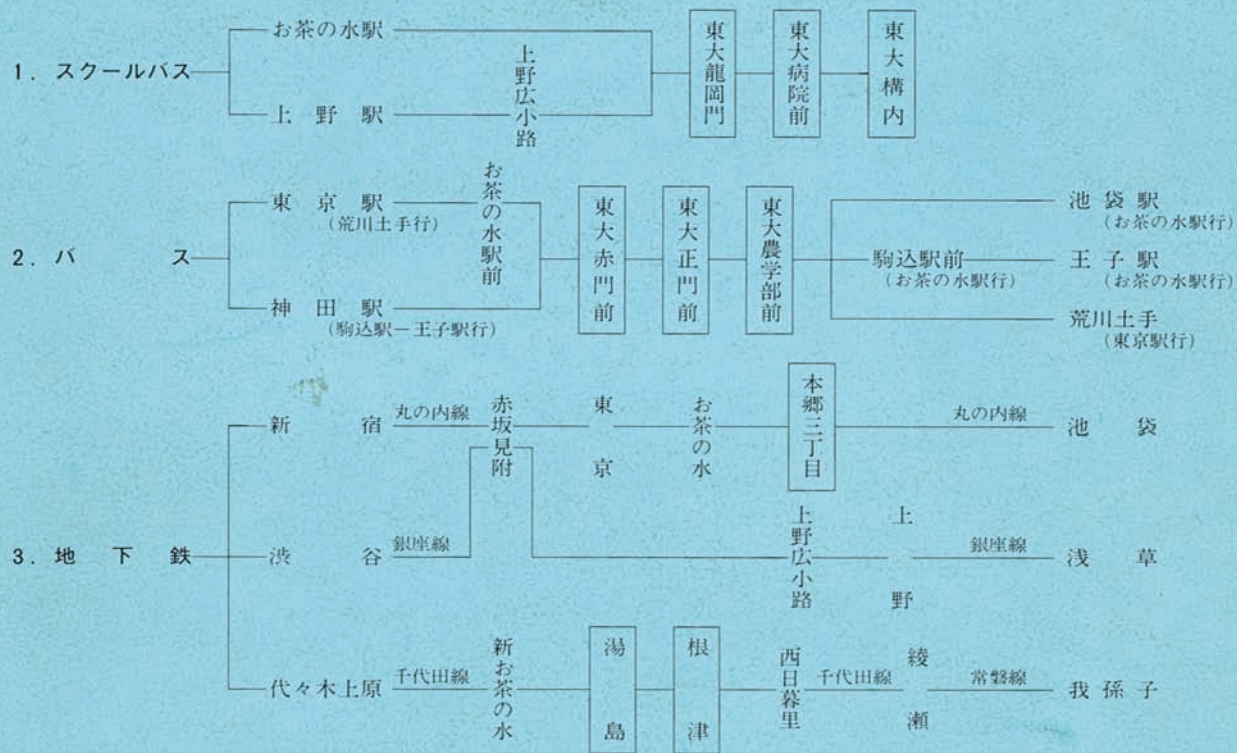 1. スクールバス
お茶の水駅
上野駅
上野広小路
東大龍岡門
東大病院前
東大構内
2. バス
東京駅
(荒川土手行)
神田駅
(駒込駅ー王子駅行)
お茶の水駅前
東大赤門前
東大正門前
東大農学部前
池袋駅
(お茶の水駅行)
駒込駅前
(お茶の水駅行)
王子駅
(お茶の水駅行)
荒川土手
(東京駅行)
3. 地下鉄
新宿
丸の内線
赤坂見附
東京
お茶の水
本郷三丁目
丸の内線
池袋
渋谷
銀座線
上野広小路
上野
銀座線
浅草
代々木上原
千代田線
新お茶の水
湯島
根津
西日暮里
千代田線
綾瀬
常磐線
我孫子